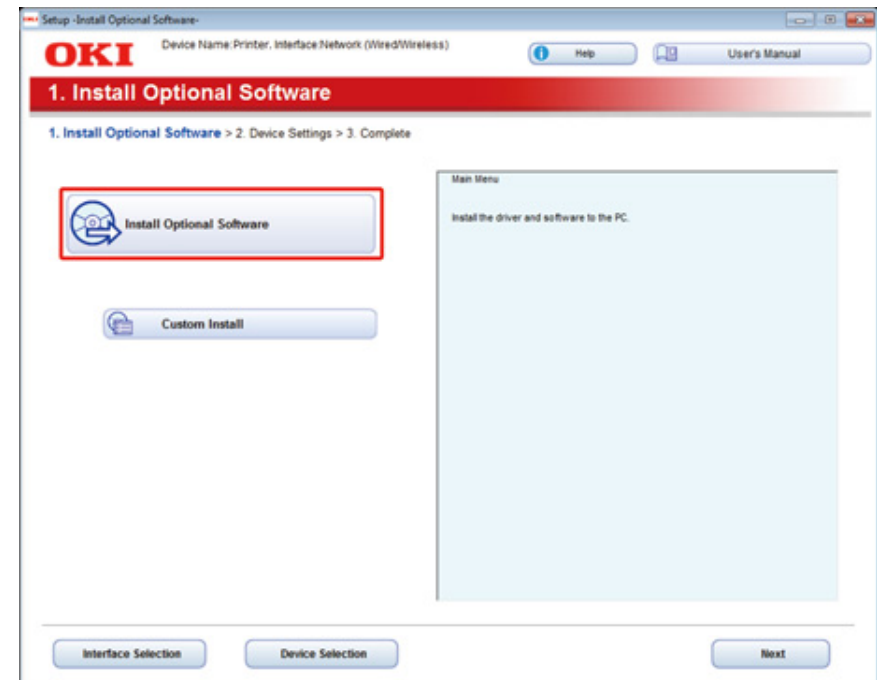 Setup -Install Optional Software-
OKI
Device Name:Printer, Interface:Network (Wired/Wireless)
Help
User's Manual
1. Install Optional Software
1. Install Optional Software > 2. Device Settings > 3. Complete
Install Optional Software
Custom Install
Main Menu
Install the driver and software to the PC.
Interface Selection
Device Selection
Next